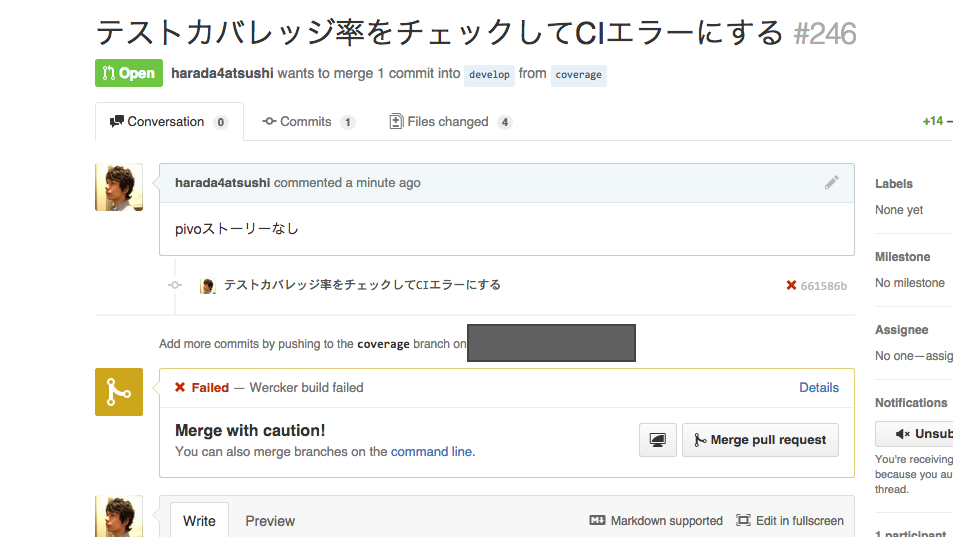 テストカバレッジ率をチェックしてCIエラーにする #246
Open harada4atsushi wants to merge 1 commit into develop from coverage
Conversation 0 Commits 1 Files changed 4
+14 −
harada4atsushi commented a minute ago
pivoストーリーなし
テストカバレッジ率をチェックしてCIエラーにする 661586b
Add more commits by pushing to the coverage branch on
Failed — Wercker build failed Details
Merge with caution!
You can also merge branches on the command line.
Merge pull request
Write Preview Markdown supported Edit in fullscreen
Labels
None yet
Milestone
No milestone
Assignee
No one—assig
Notifications
Unsub
You're receiving
because you au
thread.
1 participant